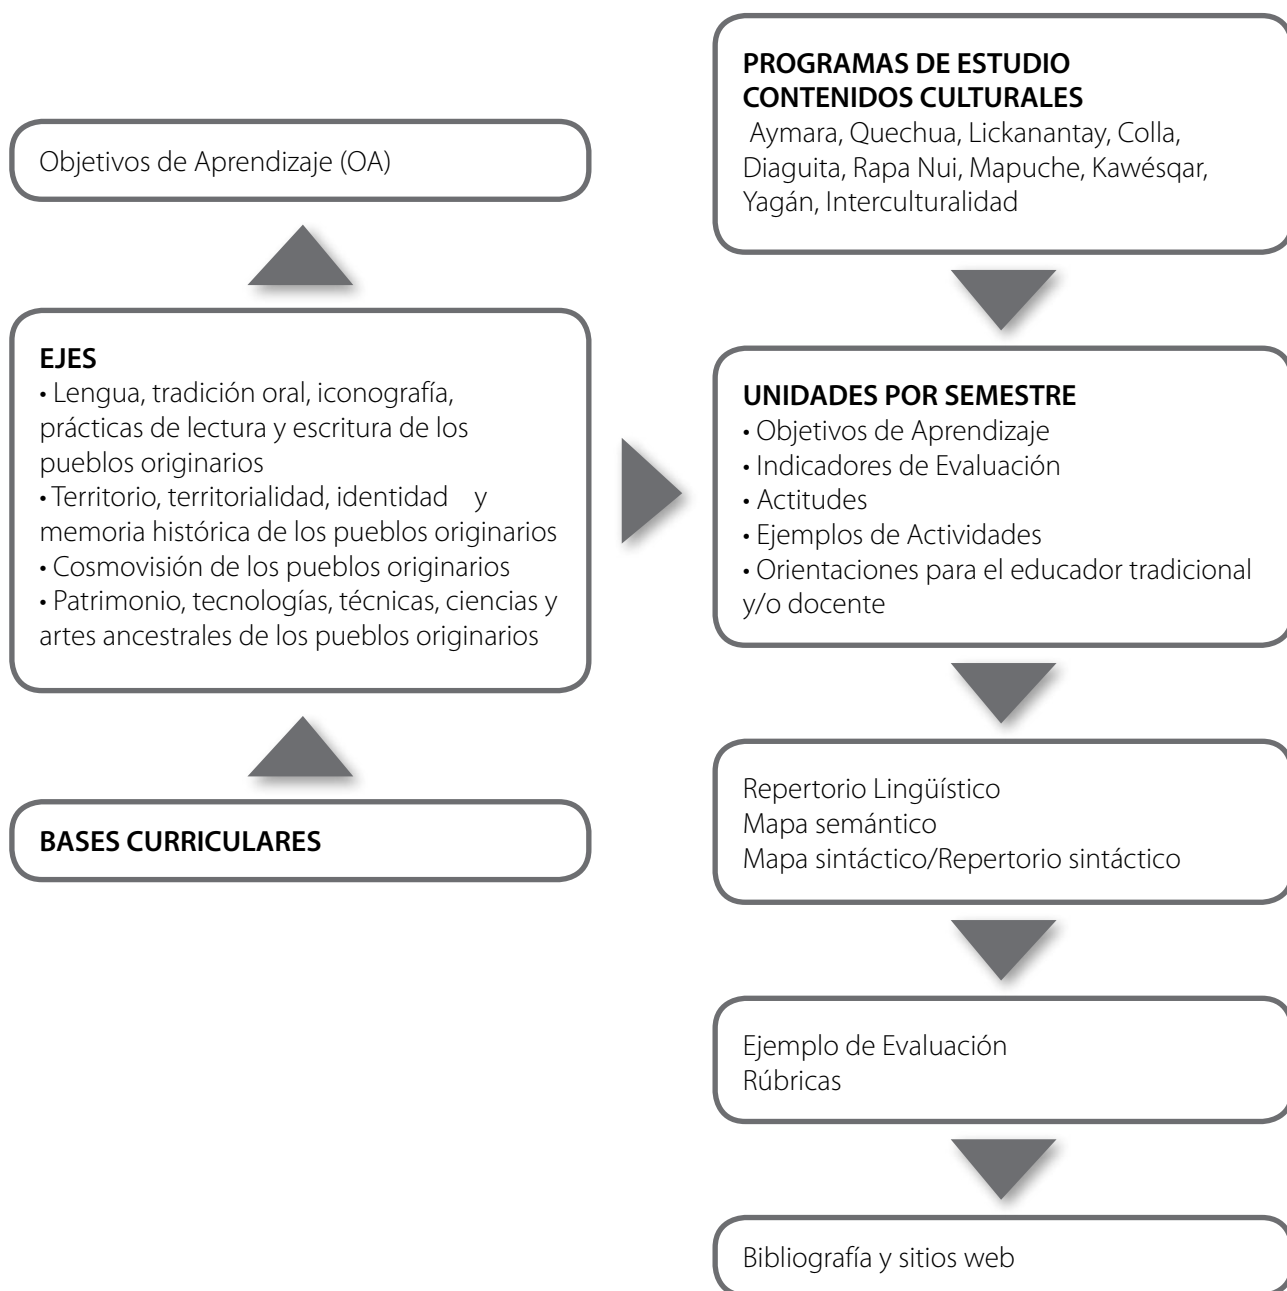 Objetivos de Aprendizaje (OA)
EJES
• Lengua, tradición oral, iconografía,
prácticas de lectura y escritura de los
pueblos originarios
• Territorio, territorialidad, identidad y
memoria histórica de los pueblos originarios
• Cosmovisión de los pueblos originarios
• Patrimonio, tecnologías, técnicas, ciencias y
artes ancestrales de los pueblos originarios
BASES CURRICULARES
PROGRAMAS DE ESTUDIO
CONTENIDOS CULTURALES
Aymara, Quechua, Lickanantay, Colla,
Diaguita, Rapa Nui, Mapuche, Kawésqar,
Yagán, Interculturalidad
UNIDADES POR SEMESTRE
• Objetivos de Aprendizaje
• Indicadores de Evaluación
• Actitudes
• Ejemplos de Actividades
• Orientaciones para el educador tradicional
y/o docente
Repertorio Lingüístico
Mapa semántico
Mapa sintáctico/Repertorio sintáctico
Ejemplo de Evaluación
Rúbricas
Bibliografía y sitios web